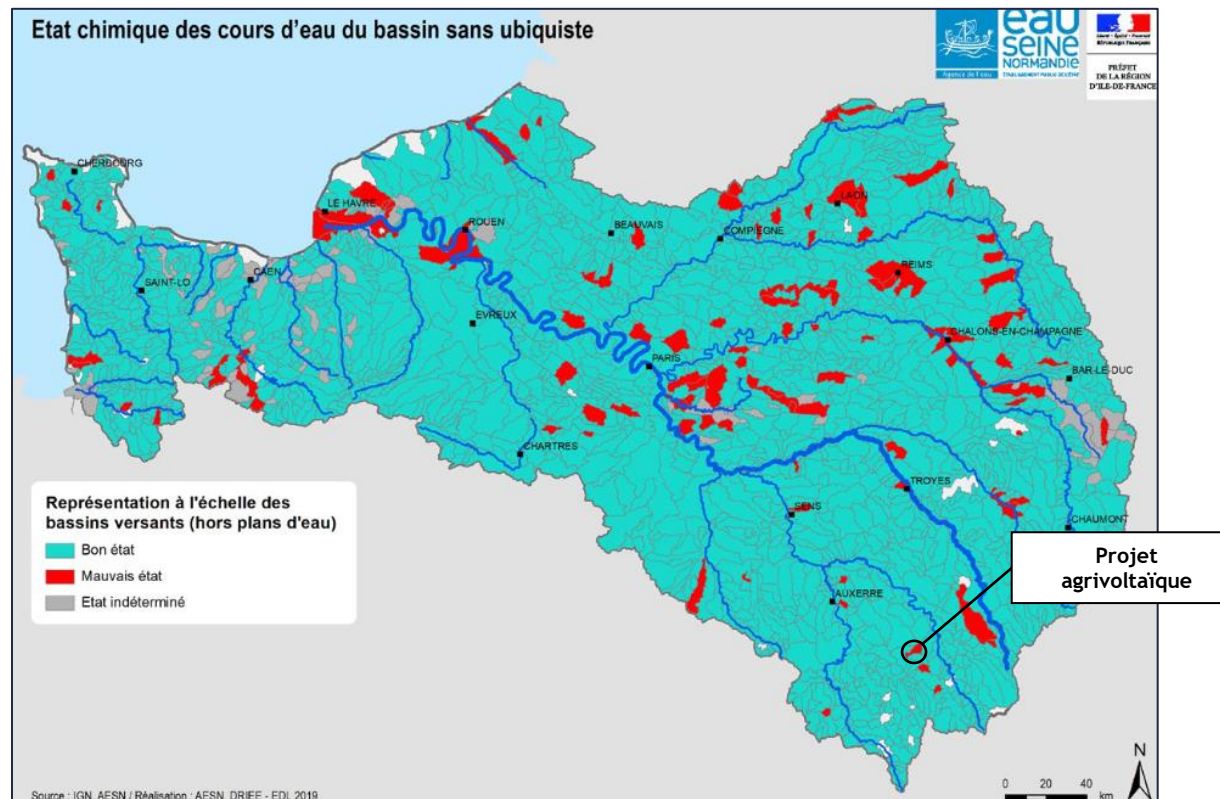 Etat chimique des cours d'eau du bassin sans ubiquiste
eau
SEINE
NORMANDIE
Agence de l'eau
PRÉFET
DE LA RÉGION
D'ILE-DE-FRANCE
CHERBOURG
LE HAVRE
ROUEN
BEAUVAIS
COMPIEGNE
LAON
SAINT-LO
CAEN
EVREUX
REIMS
PARIS
CHALONS-EN-CHAMPAGNE
BAR-LE-DUC
CHARTRES
SENS
TROYES
CHAUMONT
AUXERRE
Représentation à l'échelle des
bassins versants (hors plans d'eau)
Bon état
Mauvais état
Etat indéterminé
Projet
agrivoltaïque
N
0 20 40
km
Source : IGN, AESN / Réalisation : AESN, DRIEE - EDL 2019